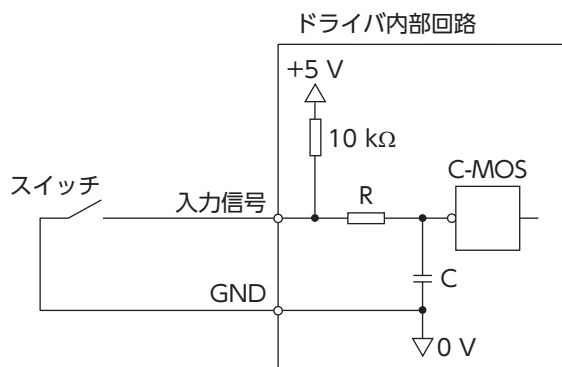 ドライバ内部回路
+5 V
10 kΩ
C-MOS
スイッチ
入力信号
R
C
GND
0 V